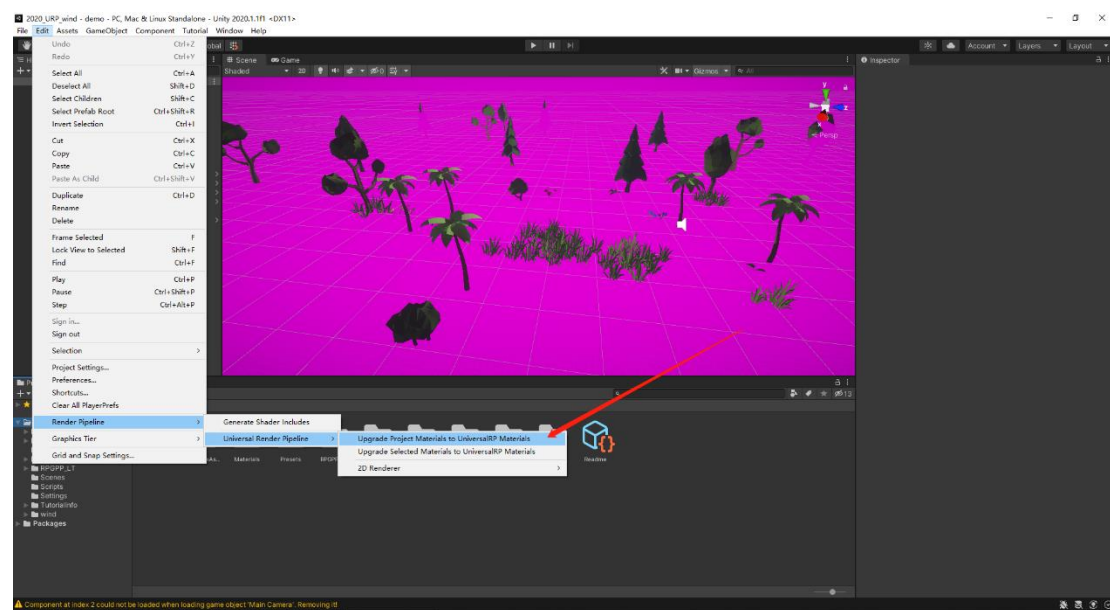 2020_URP_wind - demo - PC, Mac & Linux Standalone - Unity 2020.1.1f1 <DX11>
File Edit Assets GameObject Component Tutorial Window Help
Account Layers Layout
Undo Ctrl+Z
Redo Ctrl+Y
Select All Ctrl+A
Deselect All Shift+D
Select Children Shift+C
Select Prefab Root Ctrl+Shift+R
Invert Selection Ctrl+I
Cut Ctrl+X
Copy Ctrl+C
Paste Ctrl+V
Paste As Child Ctrl+Shift+V
Duplicate Ctrl+D
Rename
Delete
Frame Selected F
Lock View to Selected Shift+F
Find Ctrl+F
Play Ctrl+P
Pause Ctrl+Shift+P
Step Ctrl+Alt+P
Sign in...
Sign out
Selection
Project Settings...
Preferences...
Shortcuts...
Clear All PlayerPrefs
Render Pipeline
Graphics Tier
Grid and Snap Settings...
Generate Shader Includes
Universal Render Pipeline
Upgrade Project Materials to UniversalRP Materials
Upgrade Selected Materials to UniversalRP Materials
2D Renderer
Scene Game
Shaded 2D Gizmos All
y
z
x
Persp
Inspector
Materials Presets Readme
RPGPP_LT
Scenes
Scripts
Settings
TutorialInfo
wind
Packages
Component at index 2 could not be loaded when loading game object 'Main Camera'. Removing it!